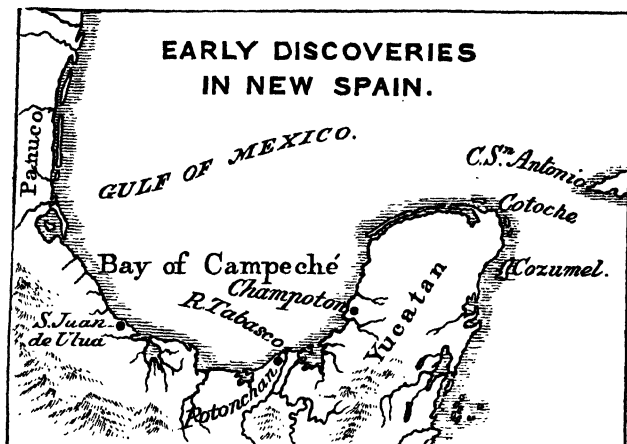 EARLY DISCOVERIES
IN NEW SPAIN.
Panuco
GULF OF MEXICO.
C. Sn. Antonio
Cotoche
Bay of Campeché
Cozumel.
Champoton
R. Tabasco
Yucatan
S. Juan
de Ulua
Potonchan